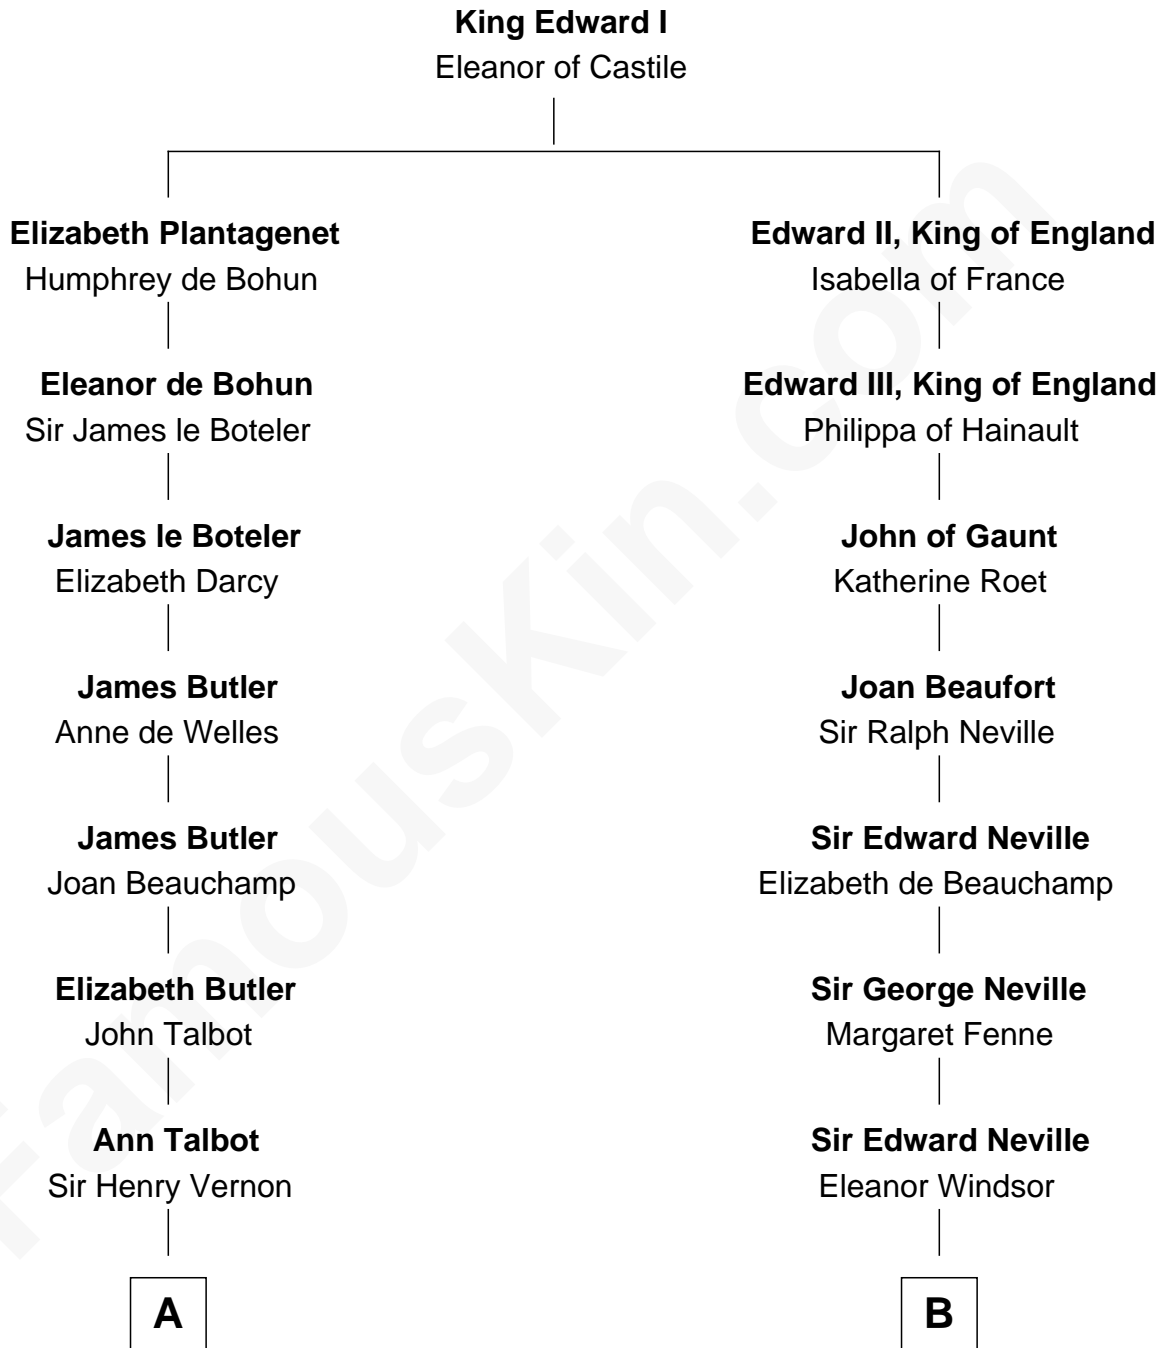 King Edward I
Eleanor of Castile
Elizabeth Plantagenet
Humphrey de Bohun
Edward II, King of England
Isabella of France
Eleanor de Bohun
Sir James le Boteler
Edward III, King of England
Philippa of Hainault
James le Boteler
Elizabeth Darcy
John of Gaunt
Katherine Roet
James Butler
Anne de Welles
Joan Beaufort
Sir Ralph Neville
James Butler
Joan Beauchamp
Sir Edward Neville
Elizabeth de Beauchamp
Elizabeth Butler
John Talbot
Sir George Neville
Margaret Fenne
Ann Talbot
Sir Henry Vernon
Sir Edward Neville
Eleanor Windsor
A
B
FamousKin.com